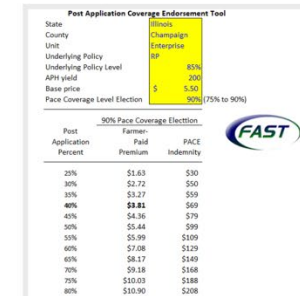 Post Application Coverage Endorsement Tool
State Illinois
County Champaign
Unit Enterprise
Underlying Policy RP
Underlying Policy Level 85%
APH yield 200
Base price $ 5.50
Pace Coverage Level Election 90% (75% to 90%)
90% Pace Coverage Electtion
Post Farmer-
Application Paid PACE
Percent Premium Indemnity
25% $1.63 $30
30% $2.72 $50
35% $3.27 $59
40% $3.81 $69
45% $4.36 $79
50% $5.44 $99
55% $5.99 $109
60% $7.08 $129
65% $8.17 $149
70% $9.18 $168
75% $10.03 $188
80% $10.90 $208
FAST